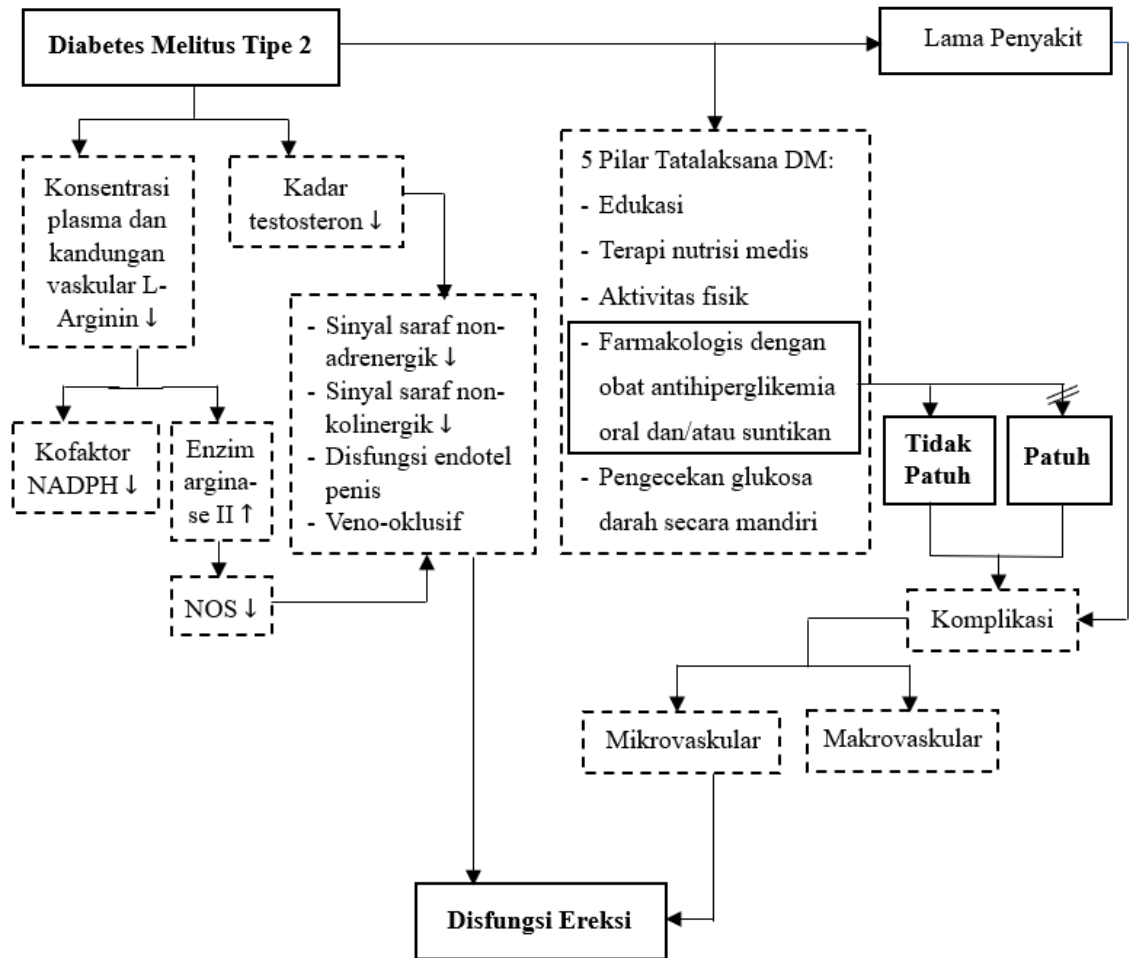 Diabetes Melitus Tipe 2
Lama Penyakit
Konsentrasi
plasma dan
kandungan
vaskular L-
Arginin ↓
Kadar
testosteron ↓
5 Pilar Tatalaksana DM:
- Edukasi
- Terapi nutrisi medis
- Aktivitas fisik
- Farmakologis dengan
obat antihiperglikemia
oral dan/atau suntikan
- Pengecekan glukosa
darah secara mandiri
- Sinyal saraf non-
adrenergik ↓
- Sinyal saraf non-
kolinergik ↓
- Disfungsi endotel
penis
- Veno-oklusif
Kofaktor
NADPH ↓
Enzim
argina-
se II ↑
NOS ↓
Tidak
Patuh
Patuh
Komplikasi
Mikrovaskular
Makrovaskular
Disfungsi Ereksi